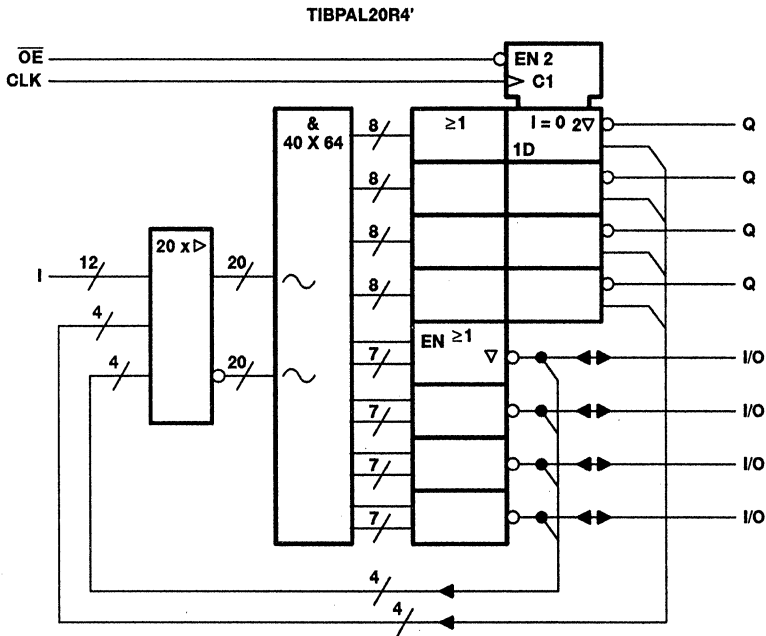 TIBPAL20R4'
OE
CLK
EN 2
C1
&
40 X 64
8
≥1
I = 0 2▽
1D
Q
8
Q
8
Q
8
Q
20 x ▷
I
12
20
4
4
20
EN ≥1
▽
7
I/O
7
I/O
7
I/O
7
I/O
4
4